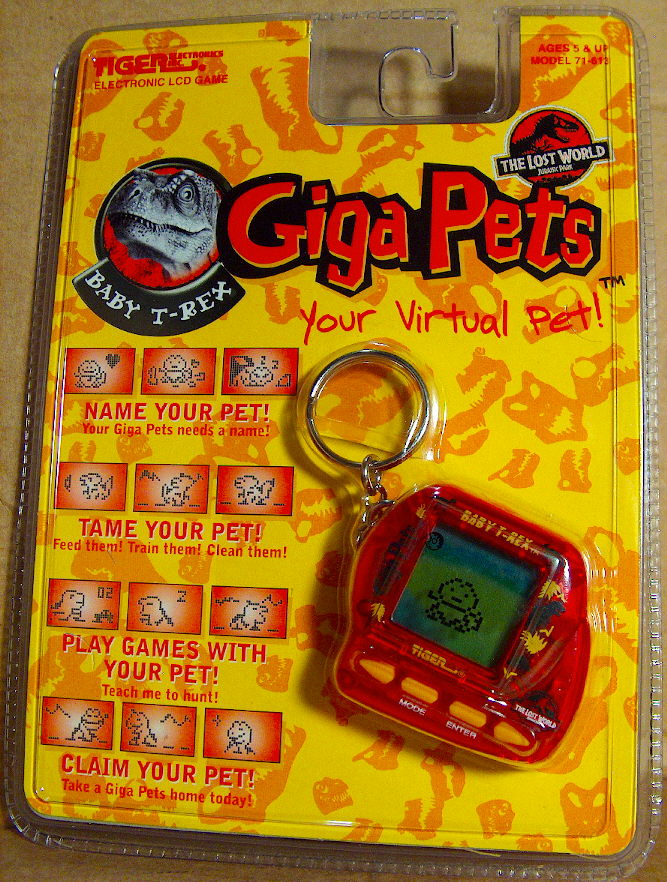 TIGER ELECTRONICS
ELECTRONIC LCD GAME
AGES 5 & UP
MODEL 71-613
THE LOST WORLD
JURASSIC PARK
Giga Pets
TM
BABY T-REX
Your Virtual Pet!
NAME YOUR PET!
Your Giga Pets needs a name!
TAME YOUR PET!
Feed them! Train them! Clean them!
PLAY GAMES WITH
YOUR PET!
Teach me to hunt!
CLAIM YOUR PET!
Take a Giga Pets home today!
BABY T-REX
TIGER
MODE
ENTER
THE LOST WORLD